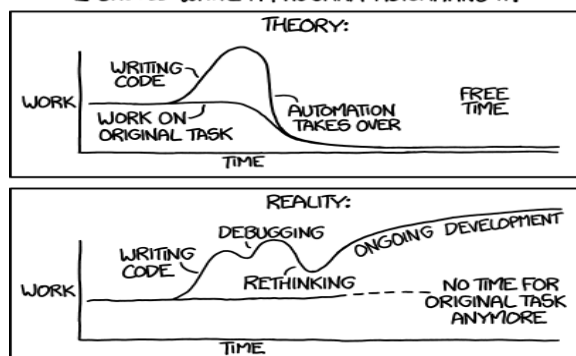 THEORY:
WRITING
CODE
WORK
WORK ON
ORIGINAL TASK
AUTOMATION
TAKES OVER
FREE
TIME
TIME
REALITY:
WRITING
CODE
DEBUGGING
RETHINKING
ONGOING DEVELOPMENT
WORK
NO TIME FOR
ORIGINAL TASK
ANYMORE
TIME